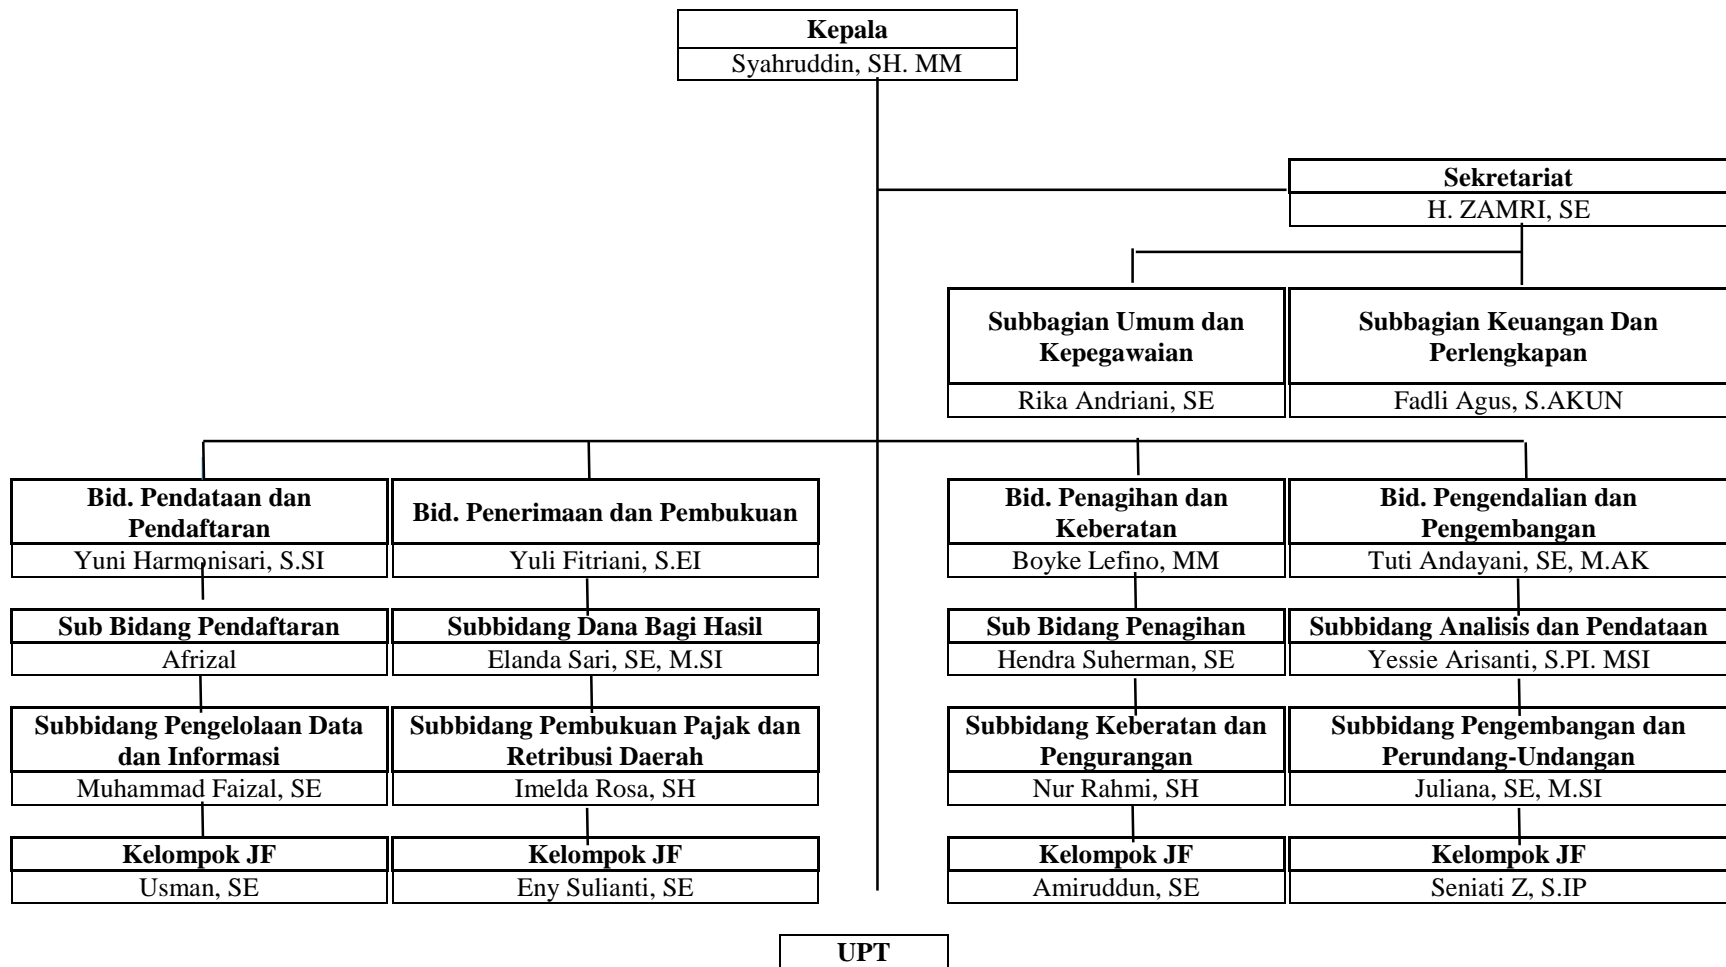 Kepala
Syahruddin, SH. MM
Sekretariat
H. ZAMRI, SE
Subbagian Umum dan
Kepegawaian
Rika Andriani, SE
Subbagian Keuangan Dan
Perlengkapan
Fadli Agus, S.AKUN
Bid. Pendataan dan
Pendaftaran
Yuni Harmonisari, S.SI
Bid. Penerimaan dan Pembukuan
Yuli Fitriani, S.EI
Bid. Penagihan dan
Keberatan
Boyke Lefino, MM
Bid. Pengendalian dan
Pengembangan
Tuti Andayani, SE, M.AK
Sub Bidang Pendaftaran
Afrizal
Subbidang Dana Bagi Hasil
Elanda Sari, SE, M.SI
Sub Bidang Penagihan
Hendra Suherman, SE
Subbidang Analisis dan Pendataan
Yessie Arisanti, S.PI. MSI
Subbidang Pengelolaan Data
dan Informasi
Muhammad Faizal, SE
Subbidang Pembukuan Pajak dan
Retribusi Daerah
Imelda Rosa, SH
Subbidang Keberatan dan
Pengurangan
Nur Rahmi, SH
Subbidang Pengembangan dan
Perundang-Undangan
Juliana, SE, M.SI
Kelompok JF
Usman, SE
Kelompok JF
Eny Sulianti, SE
Kelompok JF
Amiruddun, SE
Kelompok JF
Seniati Z, S.IP
UPT